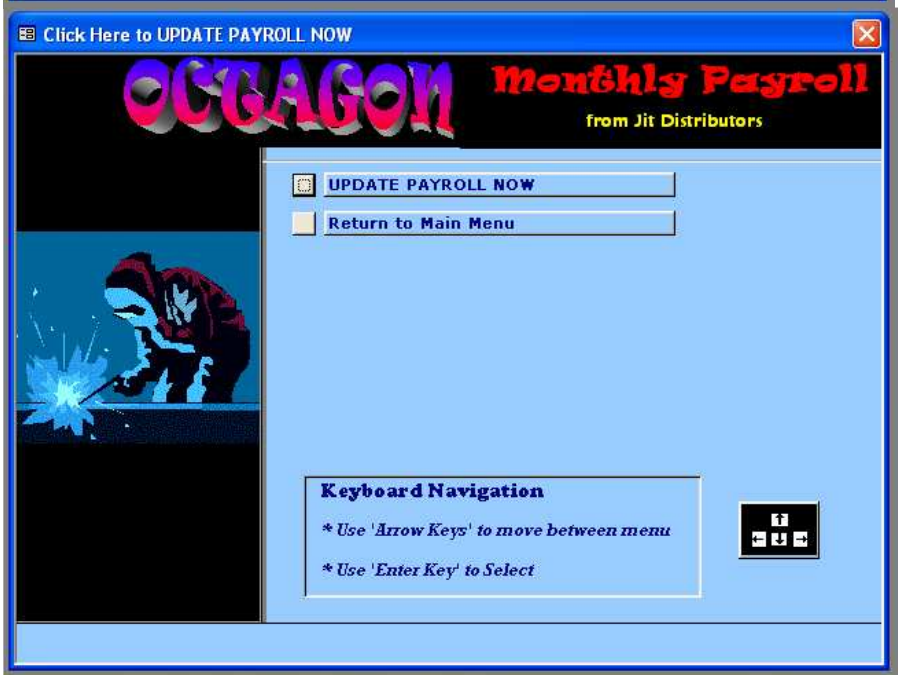 Click Here to UPDATE PAYROLL NOW
OCTAGON
Monthly Payroll
from Jit Distributors
UPDATE PAYROLL NOW
Return to Main Menu
Keyboard Navigation
* Use 'Arrow Keys' to move between menu
* Use 'Enter Key' to Select